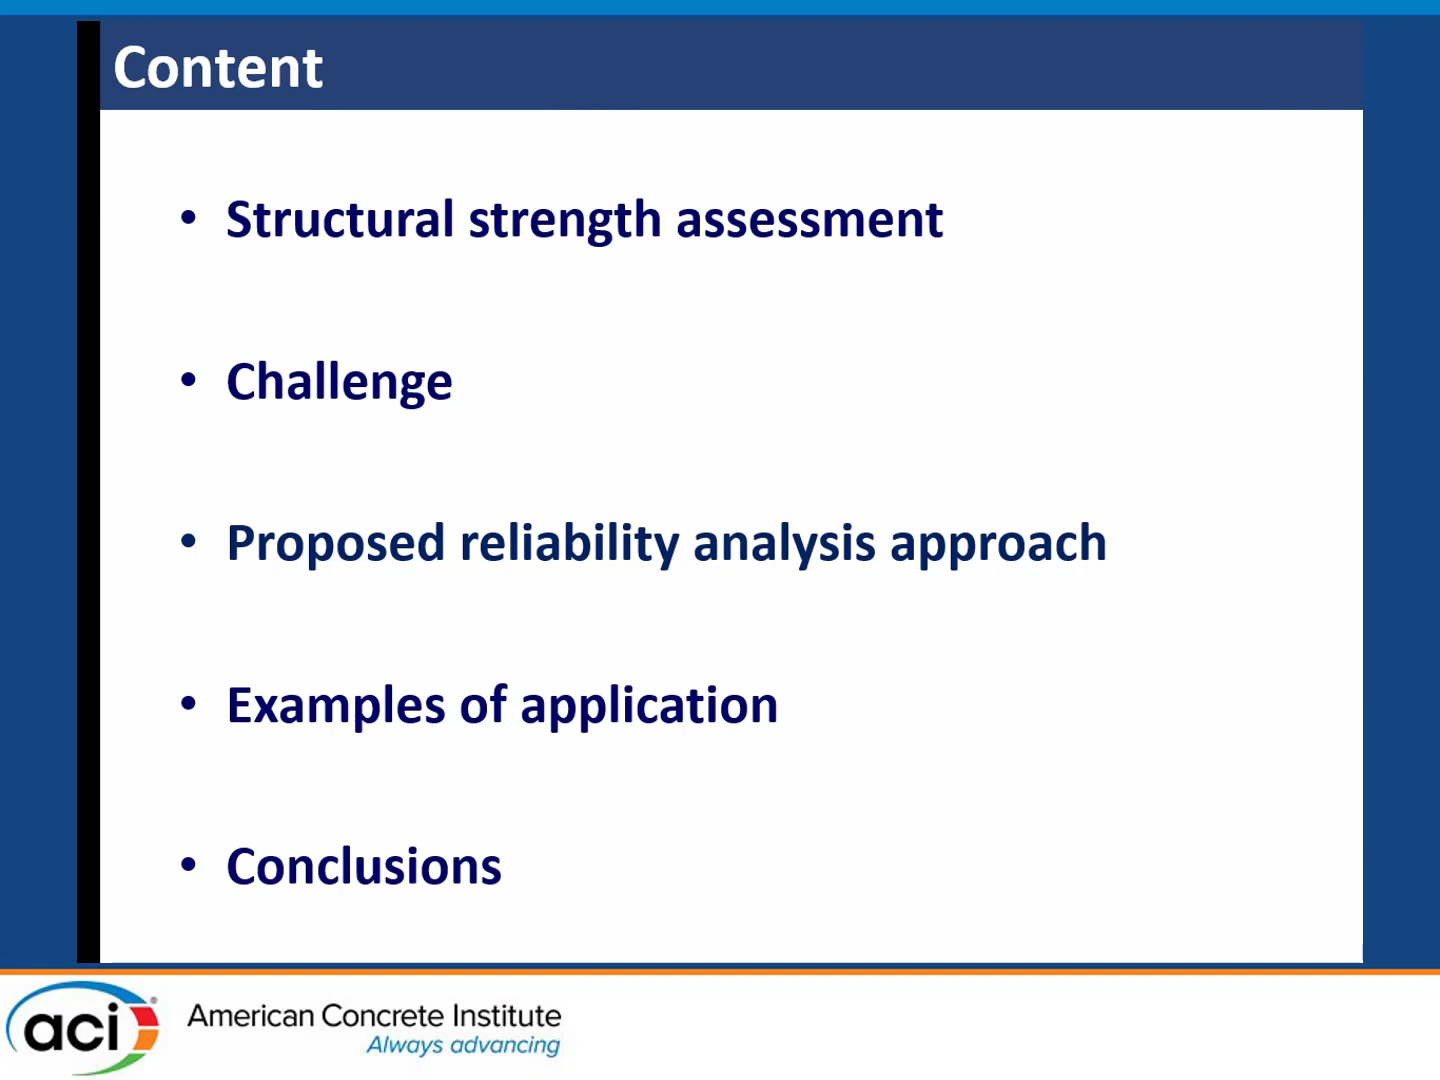 Content
• Structural strength assessment
• Challenge
• Proposed reliability analysis approach
• Examples of application
• Conclusions
aci®
American Concrete Institute
Always advancing